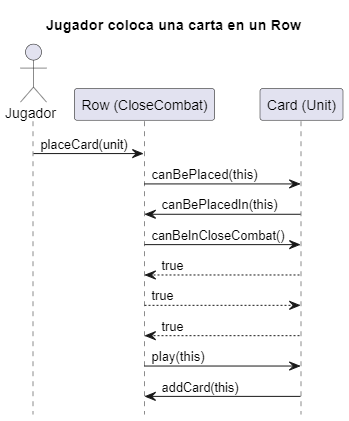 Jugador coloca una carta en un Row
Jugador
Row (CloseCombat)
Card (Unit)
placeCard(unit)
canBePlaced(this)
canBePlacedIn(this)
canBeInCloseCombat()
true
true
true
play(this)
addCard(this)